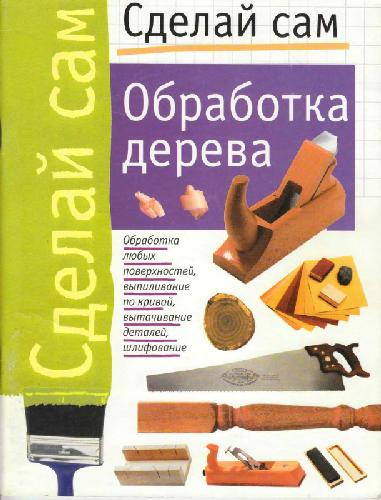 Сделай сам
Сделай сам
Обработка
дерева
Обработка
любых
поверхностей,
выпиливание
по кривой,
вытачивание
деталей,
шлифование